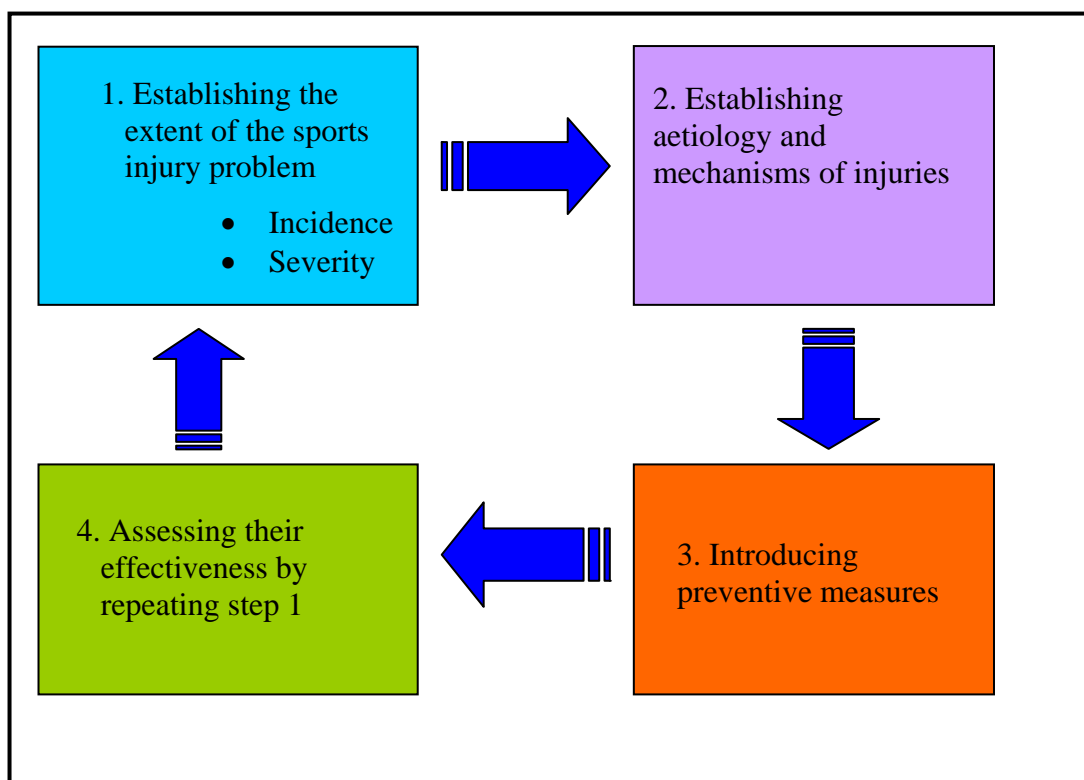 1. Establishing the
extent of the sports
injury problem
• Incidence
• Severity
2. Establishing
aetiology and
mechanisms of injuries
3. Introducing
preventive measures
4. Assessing their
effectiveness by
repeating step 1